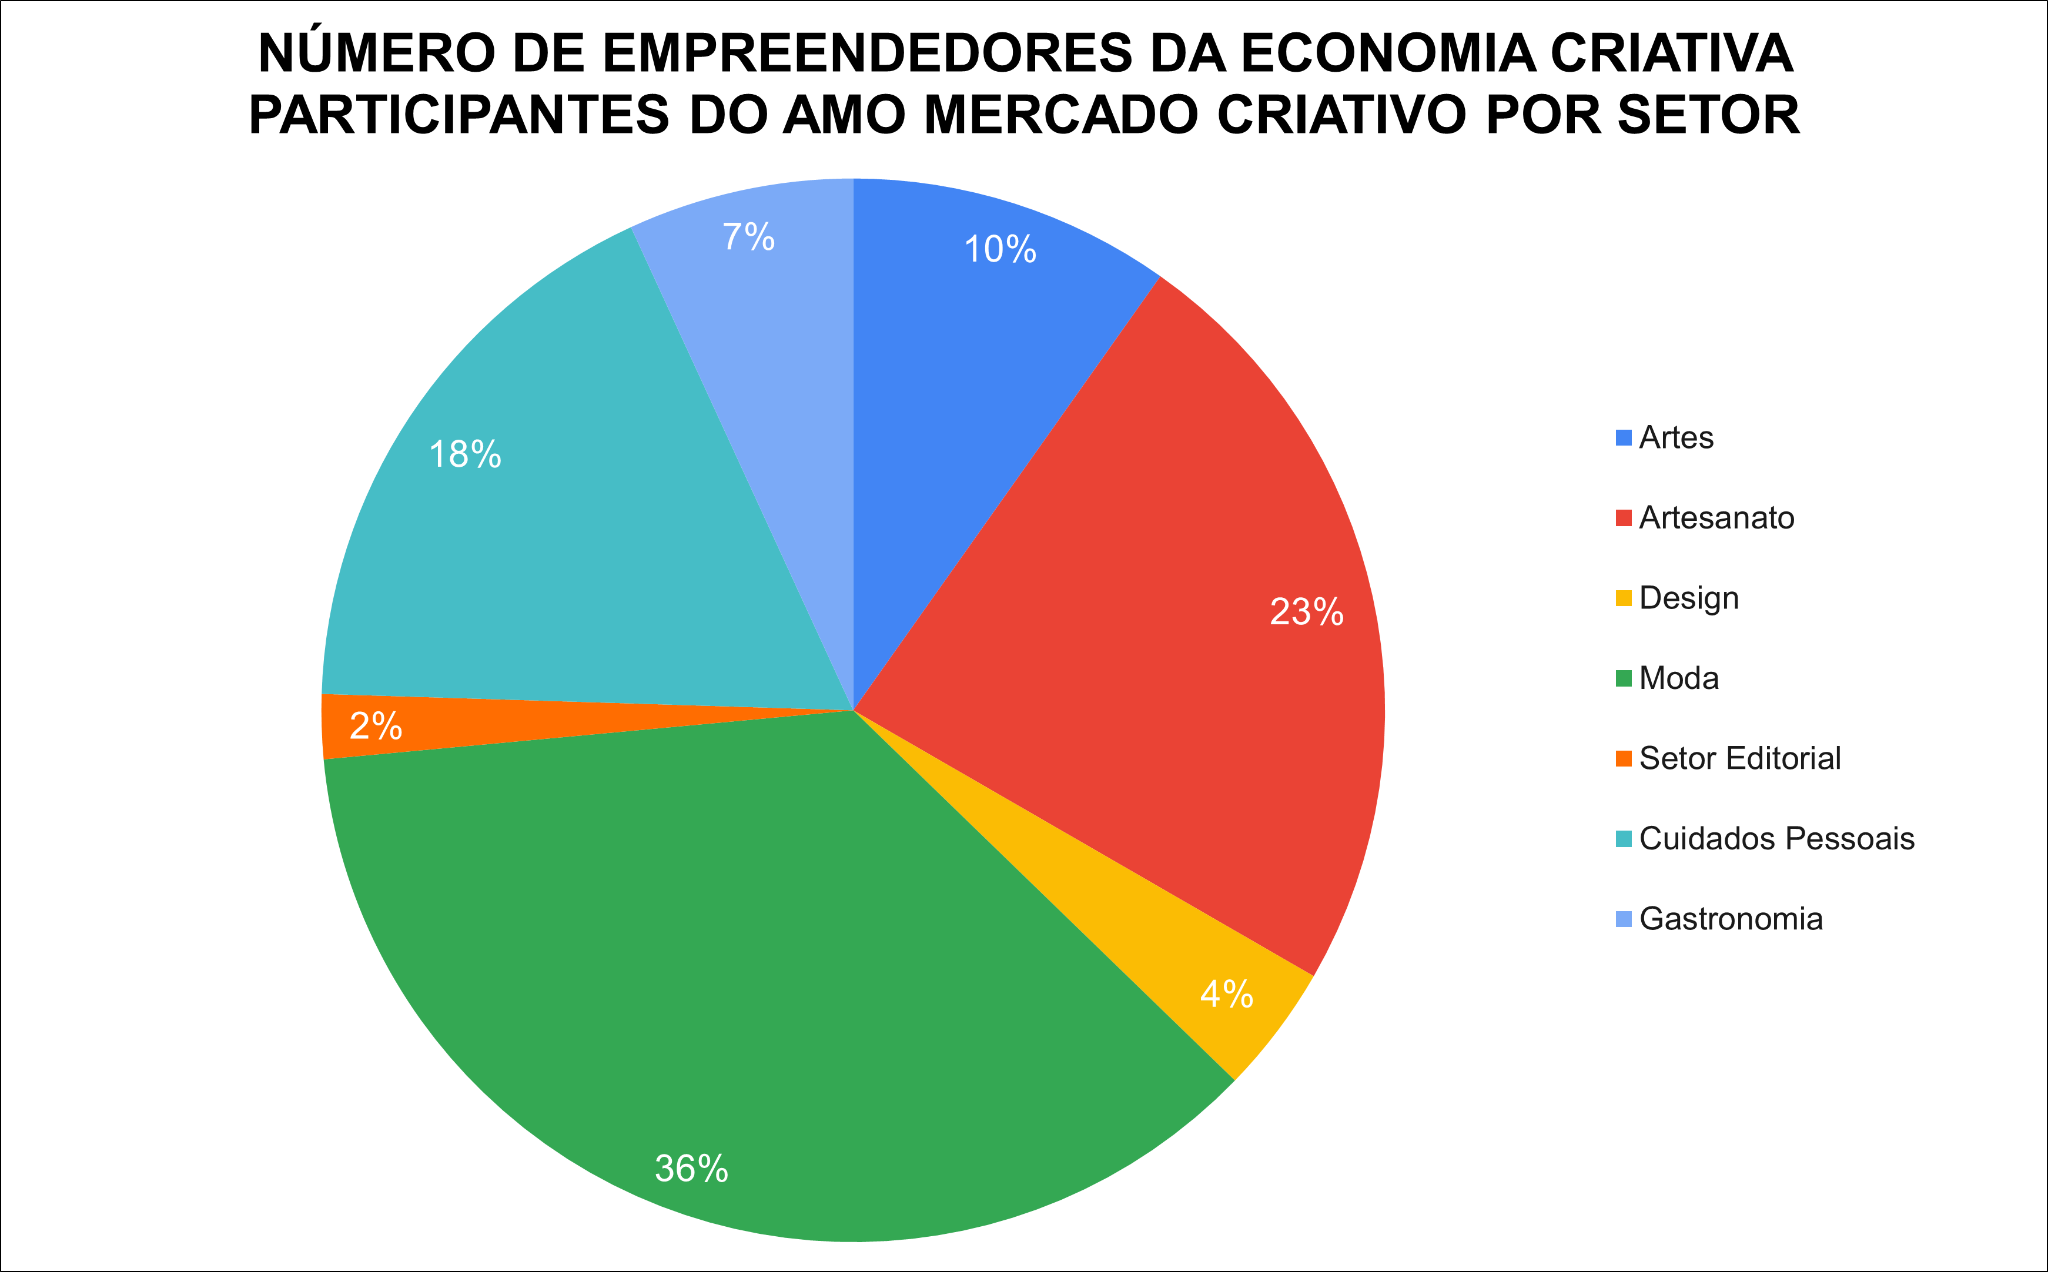 NÚMERO DE EMPREENDEDORES DA ECONOMIA CRIATIVA
PARTICIPANTES DO AMO MERCADO CRIATIVO POR SETOR
7%
10%
18%
23%
2%
4%
36%
Artes
Artesanato
Design
Moda
Setor Editorial
Cuidados Pessoais
Gastronomia